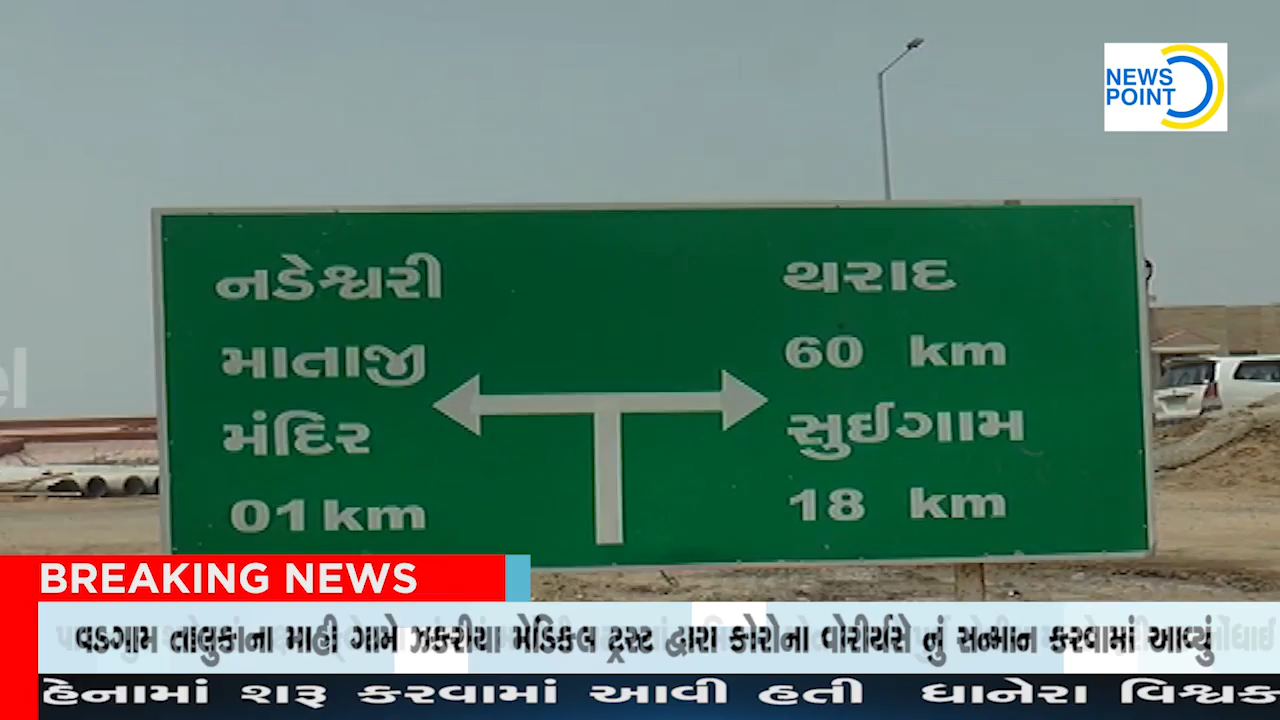 NEWS
POINT
નડેશ્વરી
માતાજી
મંદિર
01 km
થરાદ
60 km
સુઈગામ
18 km
BREAKING NEWS
વડગામ તાલુકાના માહી ગામે ઝકરીયા મેડિકલ ટ્રસ્ટ દ્વારા કોરોના વોરીર્યરો નું સન્માન કરવામાં આવ્યું
હિનામાં શરૂ કરવામાં આવી હતી ધાનેરા વિશ્વક